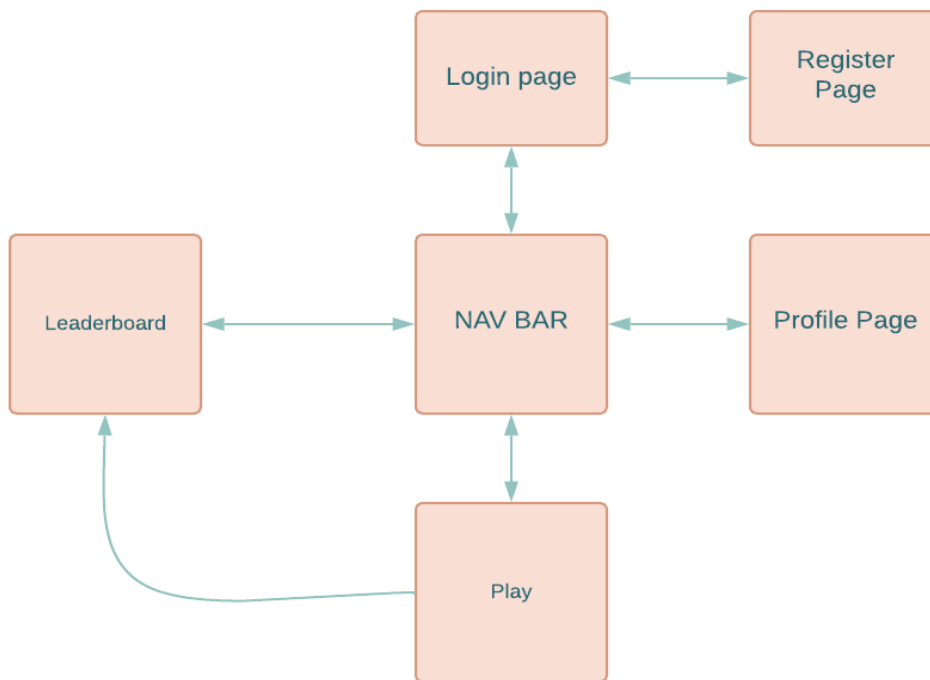 Login page
Register
Page
Leaderboard
NAV BAR
Profile Page
Play